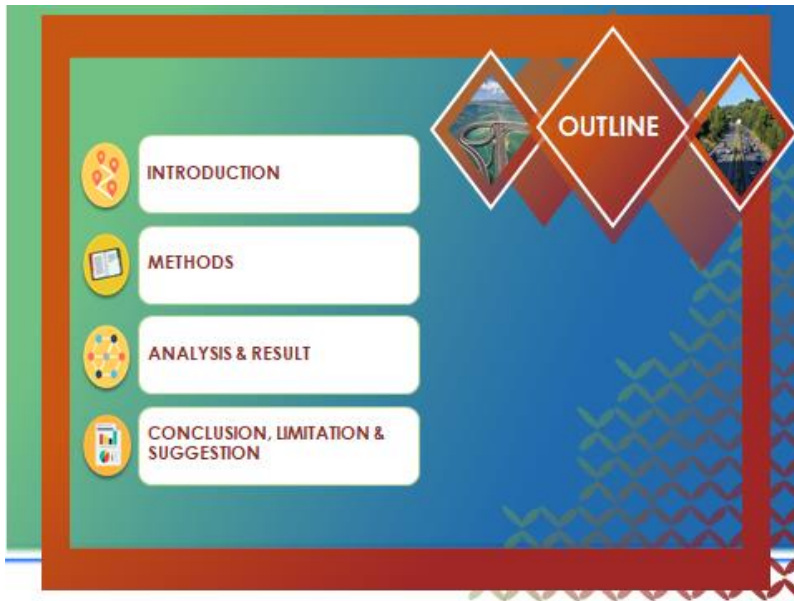 OUTLINE
INTRODUCTION
METHODS
ANALYSIS & RESULT
CONCLUSION, LIMITATION &
SUGGESTION